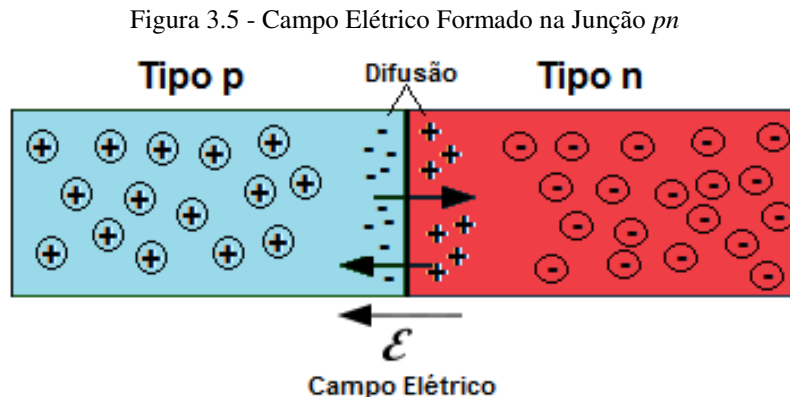 Figura 3.5 - Campo Elétrico Formado na Junção pn
Tipo p
Difusão
Tipo n
ℰ
Campo Elétrico